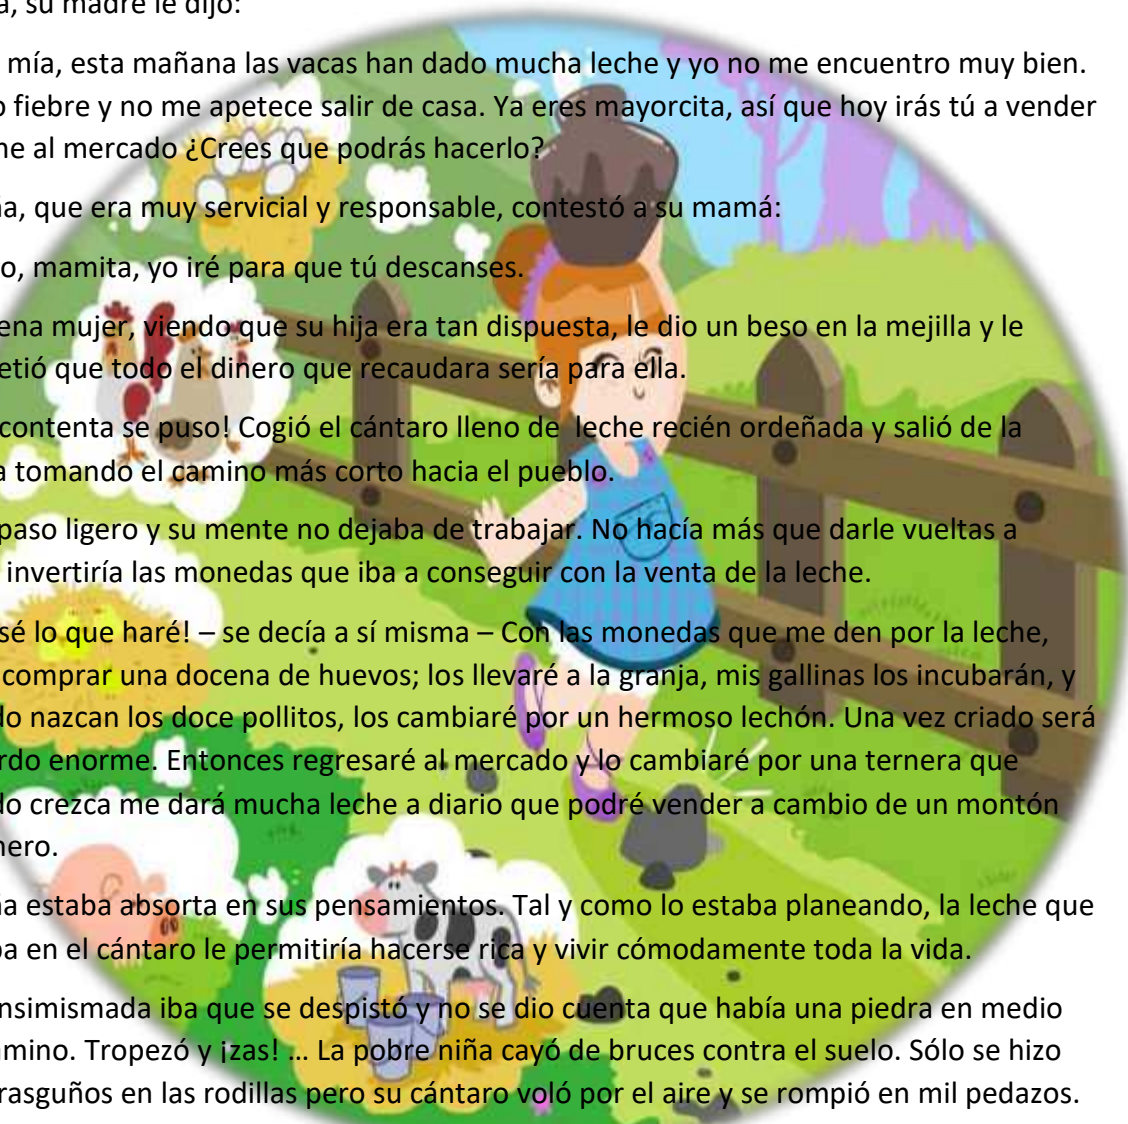 a, su madre le dijo:
mía, esta mañana las vacas han dado mucha leche y yo no me encuentro muy bien.
o fiebre y no me apetece salir de casa. Ya eres mayorcita, así que hoy irás tú a vender
he al mercado ¿Crees que podrás hacerlo?
ña, que era muy servicial y responsable, contestó a su mamá:
o, mamita, yo iré para que tú descanses.
ena mujer, viendo que su hija era tan dispuesta, le dio un beso en la mejilla y le
etió que todo el dinero que recaudara sería para ella.
contenta se puso! Cogió el cántaro lleno de leche recién ordeñada y salió de la
a tomando el camino más corto hacia el pueblo.
paso ligero y su mente no dejaba de trabajar. No hacía más que darle vueltas a
invertiría las monedas que iba a conseguir con la venta de la leche.
sé lo que haré! – se decía a sí misma – Con las monedas que me den por la leche,
comprar una docena de huevos; los llevaré a la granja, mis gallinas los incubarán, y
do nazcan los doce pollitos, los cambiaré por un hermoso lechón. Una vez criado será
rdo enorme. Entonces regresaré al mercado y lo cambiaré por una ternera que
do crezca me dará mucha leche a diario que podré vender a cambio de un montón
nero.
ña estaba absorta en sus pensamientos. Tal y como lo estaba planeando, la leche que
ba en el cántaro le permitiría hacerse rica y vivir cómodamente toda la vida.
nsimismada iba que se despistó y no se dio cuenta que había una piedra en medio
amino. Tropezó y ¡zas! … La pobre niña cayó de bruces contra el suelo. Sólo se hizo
rasguños en las rodillas pero su cántaro voló por el aire y se rompió en mil pedazos.